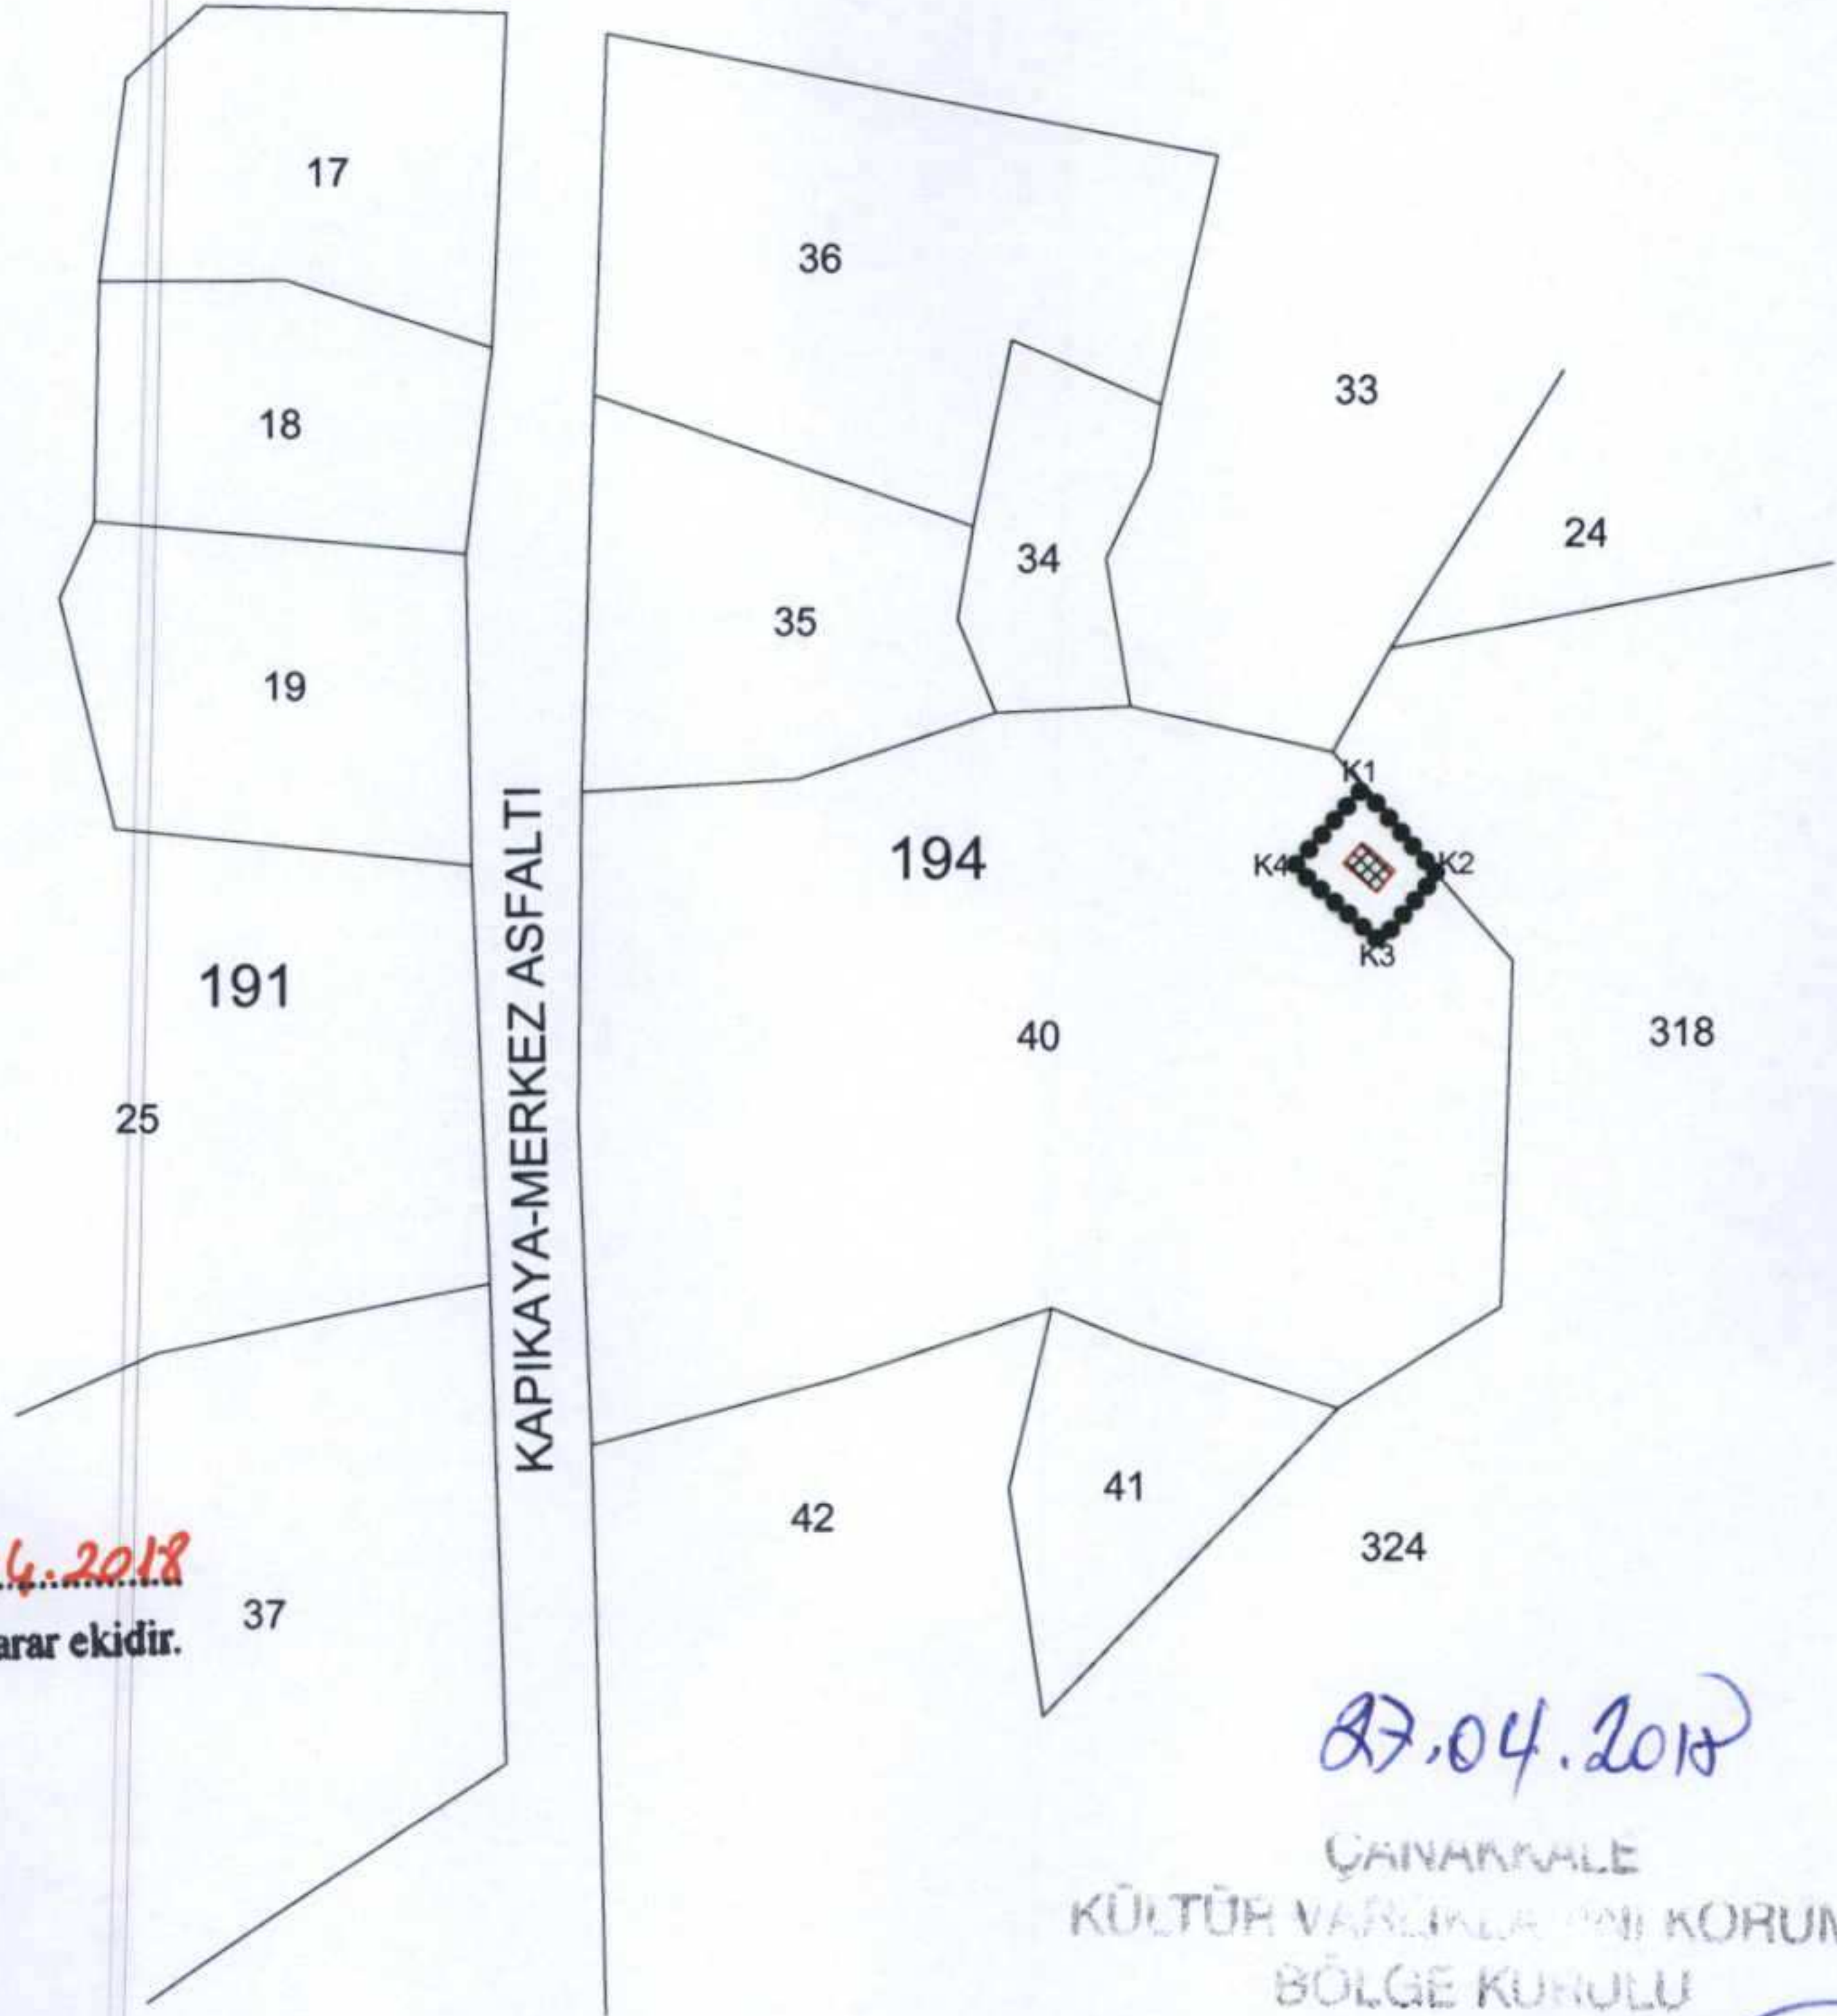 17
36
33
18
24
34
35
19
K1
194
K4
K2
K3
191
40
318
25
KAPIKAYA-MERKEZ ASFALTI
41
42
324
4.2018
37
arar ekidir.
27.04.2018
ÇANAKKALE
KÜLTÜR KORUM
BÖLGE KURULU